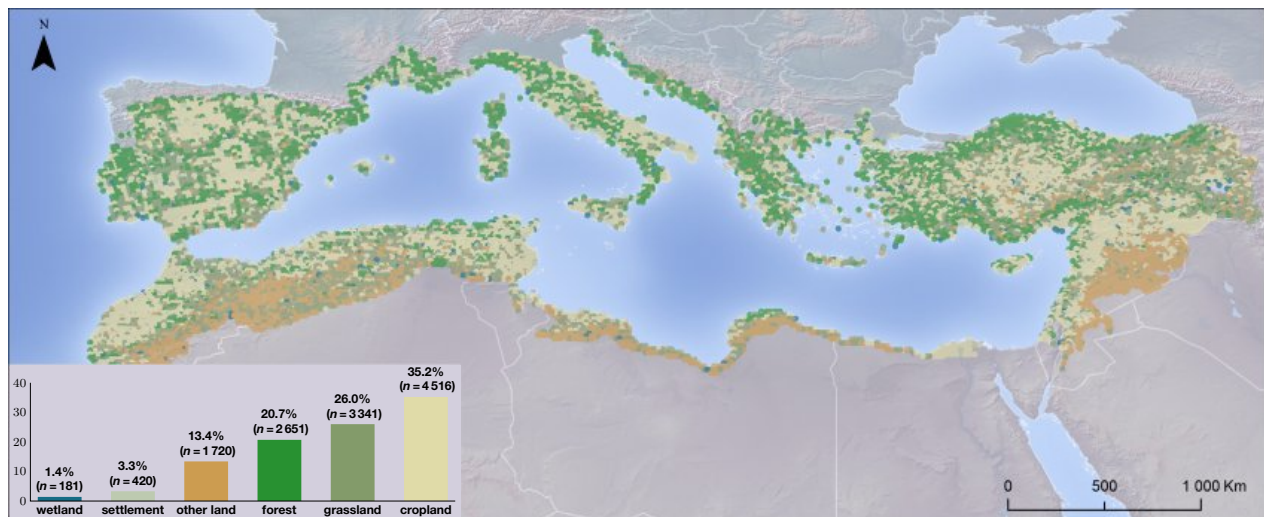 N
40
30
20
10
0
1.4%
(n = 181)
3.3%
(n = 420)
13.4%
(n = 1 720)
20.7%
(n = 2 651)
26.0%
(n = 3 341)
35.2%
(n = 4 516)
wetland settlement other land forest grassland cropland
0 500 1 000 Km